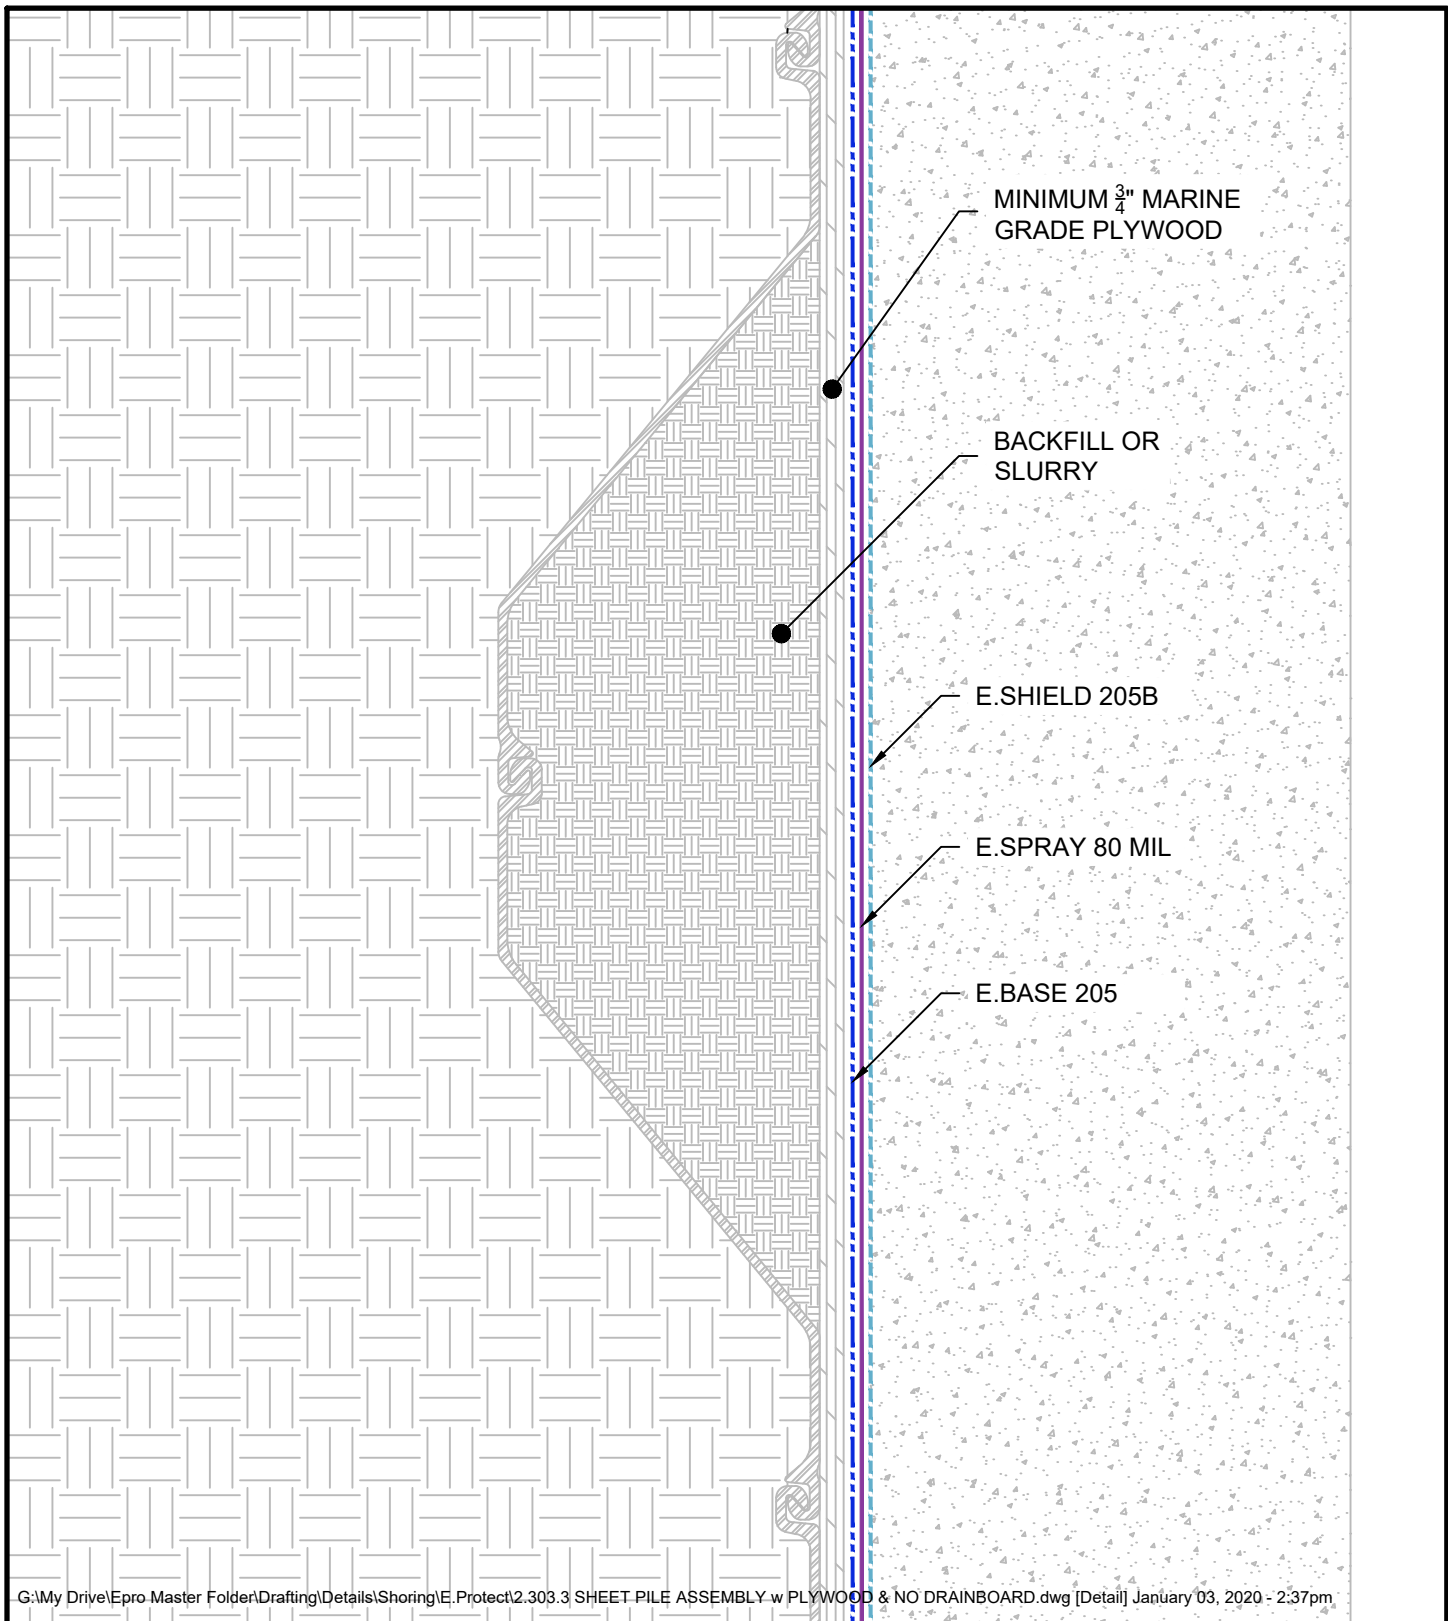 MINIMUM 3/4" MARINE
GRADE PLYWOOD
BACKFILL OR
SLURRY
E.SHIELD 205B
E.SPRAY 80 MIL
E.BASE 205
G:\My Drive\Epro Master Folder\Drafting\Details\Shoring\E.Protect\2.303.3 SHEET PILE ASSEMBLY w PLYWOOD & NO DRAINBOARD.dwg [Detail] January 03, 2020 - 2:37pm